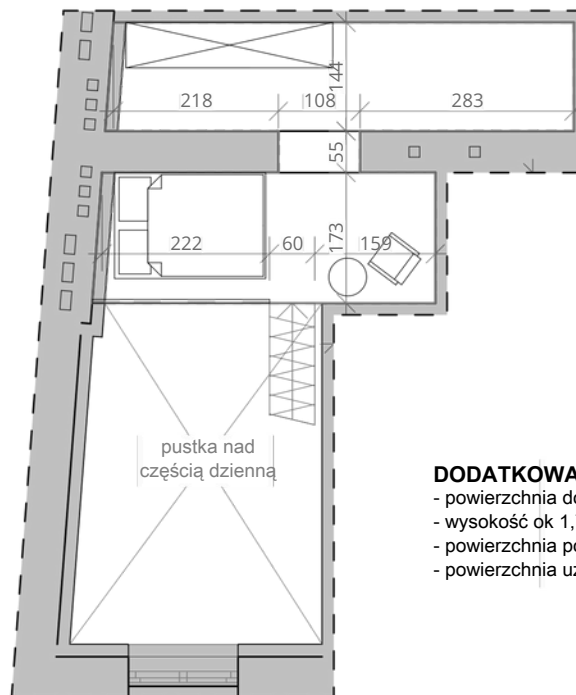 144
218 108 283
55
222 60 173 159
pustka nad
częścią dzienną
DODATKOWA
- powierzchnia do
- wysokość ok 1,
- powierzchnia po
- powierzchnia uż